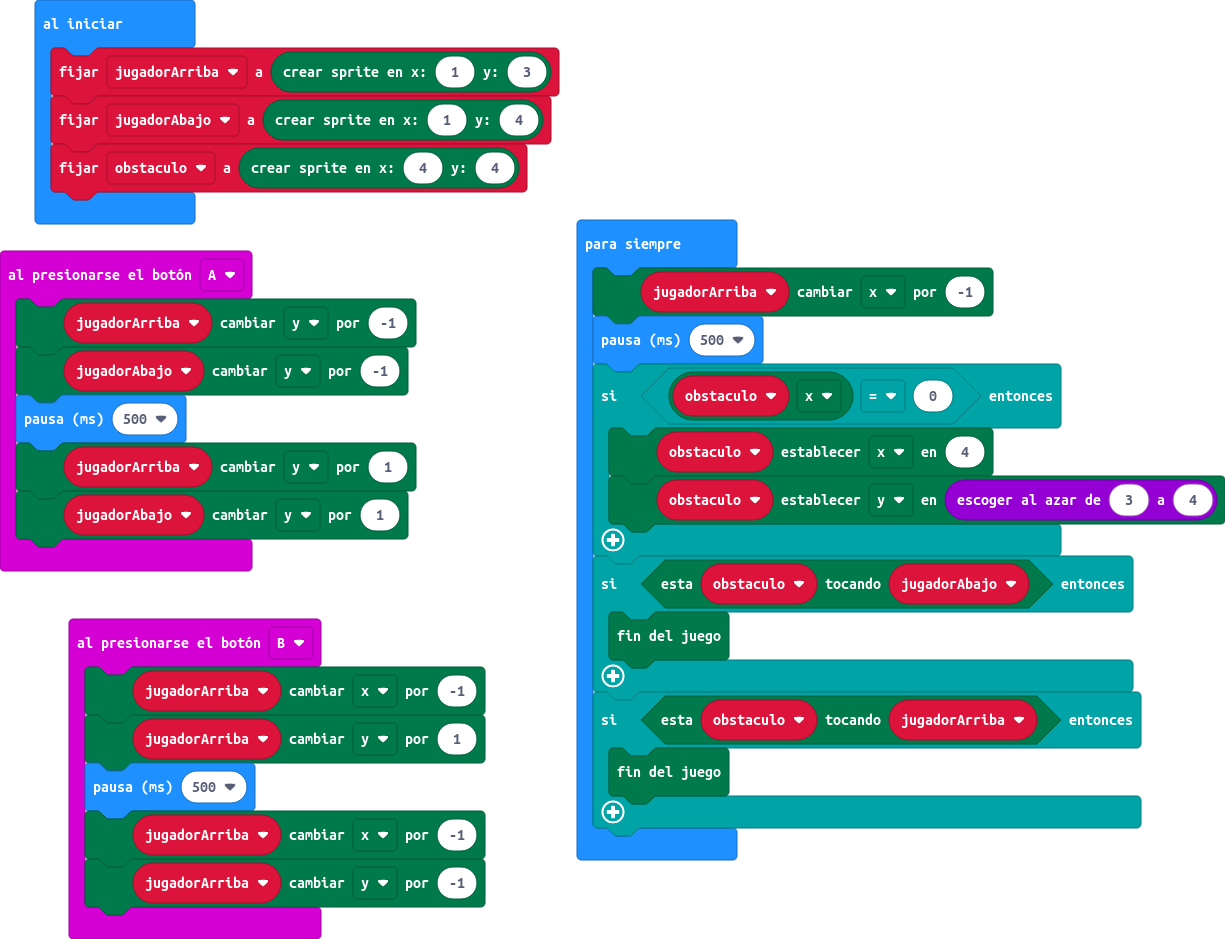 al iniciar
fijar jugadorArriba a crear sprite en x: 1 y: 3
fijar jugadorAbajo a crear sprite en x: 1 y: 4
fijar obstaculo a crear sprite en x: 4 y: 4
al presionarse el botón A
jugadorArriba cambiar y por -1
jugadorAbajo cambiar y por -1
pausa (ms) 500
jugadorArriba cambiar y por 1
jugadorAbajo cambiar y por 1
al presionarse el botón B
jugadorArriba cambiar x por -1
jugadorArriba cambiar y por 1
pausa (ms) 500
jugadorArriba cambiar x por -1
jugadorArriba cambiar y por -1
para siempre
jugadorArriba cambiar x por -1
pausa (ms) 500
si obstaculo x = 0 entonces
obstaculo establecer x en 4
obstaculo establecer y en escoger al azar de 3 a 4
si esta obstaculo tocando jugadorAbajo entonces
fin del juego
si esta obstaculo tocando jugadorArriba entonces
fin del juego